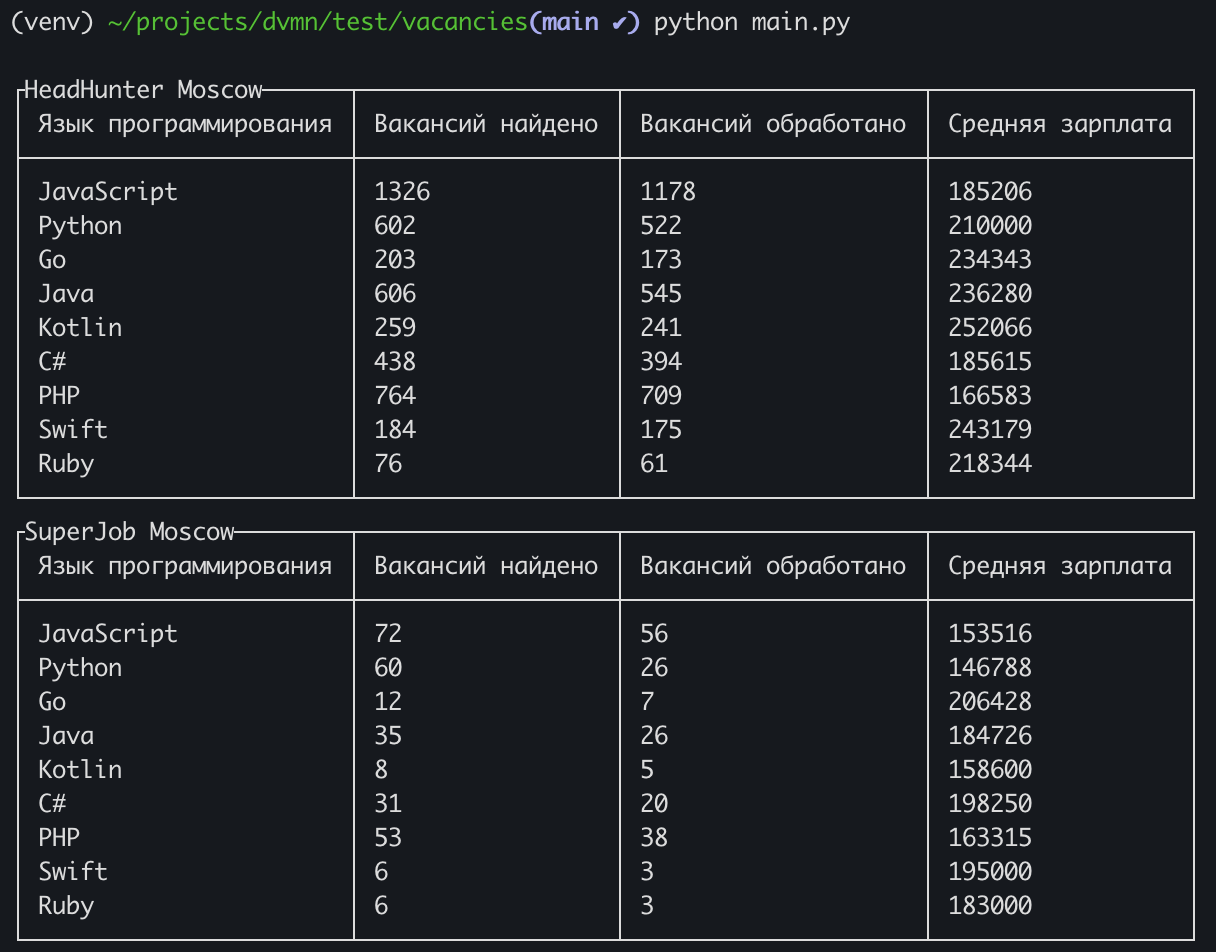 (venv) ~/projects/dvmn/test/vacancies(main ✔) python main.py
HeadHunter Moscow
Язык программирования Вакансий найдено Вакансий обработано Средняя зарплата
JavaScript 1326 1178 185206
Python 602 522 210000
Go 203 173 234343
Java 606 545 236280
Kotlin 259 241 252066
C# 438 394 185615
PHP 764 709 166583
Swift 184 175 243179
Ruby 76 61 218344
SuperJob Moscow
Язык программирования Вакансий найдено Вакансий обработано Средняя зарплата
JavaScript 72 56 153516
Python 60 26 146788
Go 12 7 206428
Java 35 26 184726
Kotlin 8 5 158600
C# 31 20 198250
PHP 53 38 163315
Swift 6 3 195000
Ruby 6 3 183000